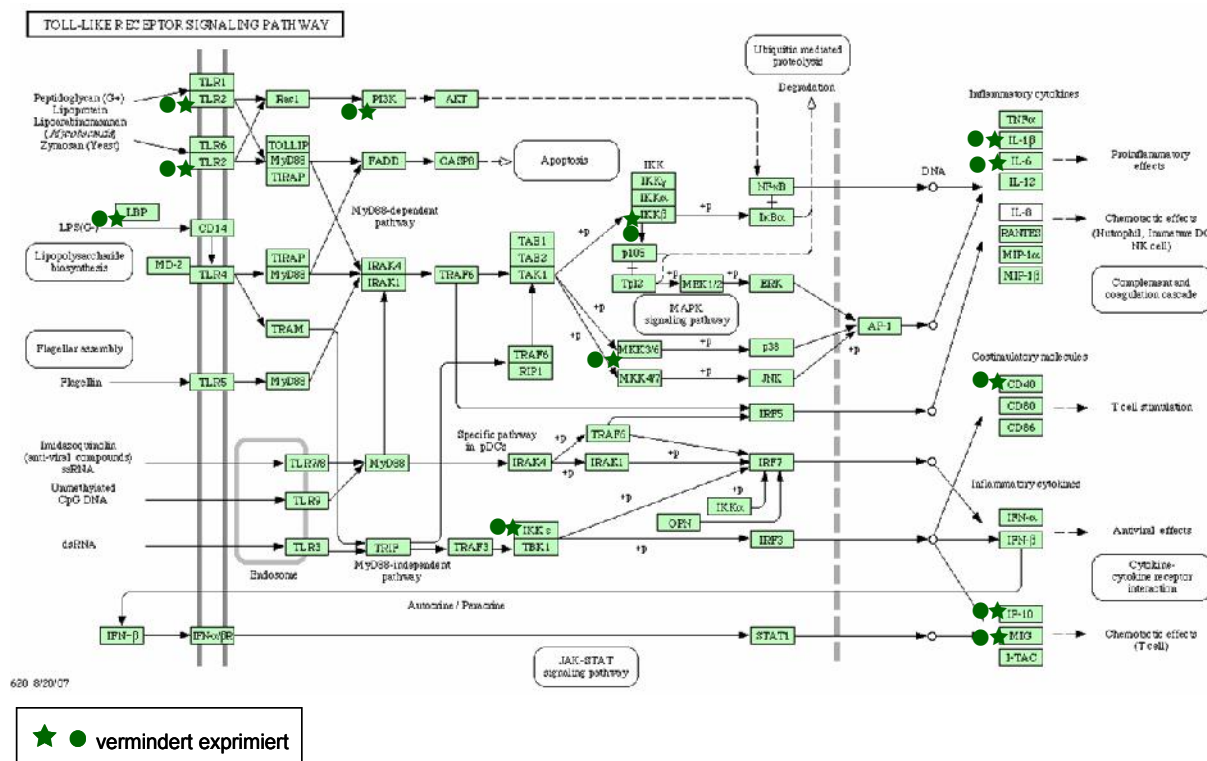 TOLL-LIKE RECEPTOR SIGNALING PATHWAY
Ubiquitin mediated
proteolysis
Degradation
Peptidoglycan (G+)
Lipoprotein
Lipoarabinomannan
Zymosan (Yeast)
TLR1
TLR2
Rac1
PI3K
AKT
TLR6
TLR2
TOLLIP
MyD88
TIRAP
FADD
CASP8
Apoptosis
MyD88-dependent
pathway
LBP
LPS(G-)
CD14
Lipopolysaccharide
biosynthesis
MD-2
TLR4
TIRAP
MyD88
IRAK4
IRAK1
TRAF6
TAB1
TAB2
TAK1
TRAM
IKK
IKKγ
IKKα
IKKβ
+p
+p
NFκB
IκBα
DNA
p105
Tpl2
+p
MEK1/2
+p
ERK
MAPK
signaling pathway
+p
+p
MKK3/6
+p
p38
MKK4/7
+p
JNK
AP-1
+p
TRAF6
RIP1
Flagellar assembly
Flagellin
TLR5
MyD88
IRF5
Imidazoquinolin
(anti-viral compounds)
ssRNA
TLR7/8
MyD88
Specific pathway
in pDCs
TRAF6
IRAK4
+p
+p
IRAK1
+p
IRF7
Unmethylated
CpG DNA
TLR9
+p
IKKα
+p
OPN
dsRNA
TLR3
Endosome
TRIP
TRAF3
IKKε
TBK1
+p
IRF3
MyD88-independent
pathway
Autocrine / Paracrine
IFN-β
IFN-α/βR
STAT1
JAK-STAT
signaling pathway
Inflammatory cytokines
TNFα
IL-1β
IL-6
IL-12
Proinflammatory
effects
IL-8
RANTES
MIP-1α
MIP-1β
Chemotactic effects
(Nutrophil, Immature DC
NK cell)
Complement and
coagulation cascade
Costimulatory molecules
CD40
CD80
CD86
T cell stimulation
Inflammatory cytokines
IFN-α
IFN-β
Antiviral effects
Cytokine-
cytokine receptor
interaction
IP-10
MIG
I-TAC
Chemotactic effects
(T cell)
620 8/20/07
vermindert exprimiert